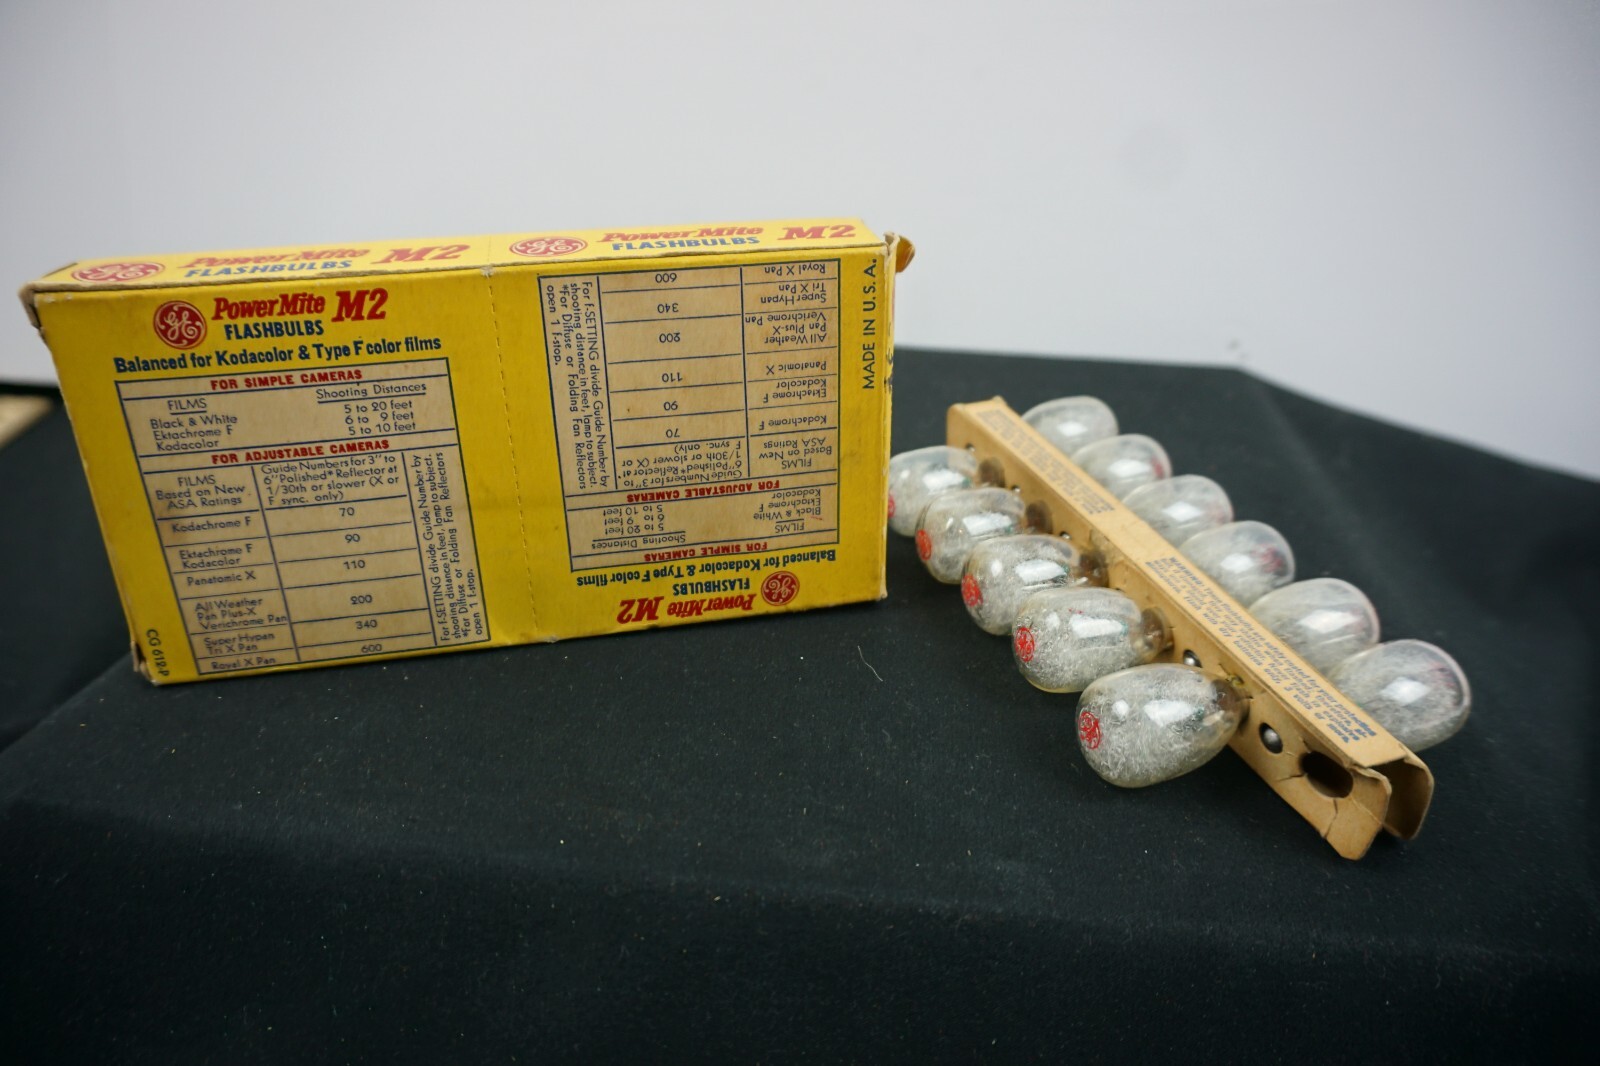 GE PowerMite M2
FLASHBULBS
GE PowerMite M2
FLASHBULBS
GE PowerMite M2
FLASHBULBS
Balanced for Kodacolor & Type F color films
FOR SIMPLE CAMERAS
FILMS Shooting Distances
Black & White 5 to 20 feet
Ektachrome F 6 to 9 feet
Kodacolor 5 to 10 feet
FOR ADJUSTABLE CAMERAS
FILMS
Based on New
ASA Ratings
Guide Numbers for 3" to
6" Polished* Reflector at
1/30th or slower (X or
F sync. only)
Kodachrome F 70
Ektachrome F
Kodacolor 90
Panatomic X 110
All Weather
Pan Plus-X
Verichrome Pan 200
Super Hypan
Tri X Pan 340
Royal X Pan 600
For f-SETTING divide Guide Number by
shooting distance in feet, lamp to subject.
*For Diffuse or Folding Fan Reflectors
open 1 f-stop.
CG 612-P
GE PowerMite M2
FLASHBULBS
Balanced for Kodacolor & Type F color films
FOR SIMPLE CAMERAS
FILMS Shooting Distances
Black & White 5 to 20 feet
Ektachrome F 6 to 9 feet
Kodacolor 5 to 10 feet
FOR ADJUSTABLE CAMERAS
FILMS
Based on New
ASA Ratings
Guide Numbers for 3" to
6" Polished* Reflector at
1/30th or slower (X or
F sync. only)
Kodachrome F 70
Ektachrome F
Kodacolor 90
Panatomic X 110
All Weather
Pan Plus-X
Verichrome Pan 200
Super Hypan
Tri X Pan 340
Royal X Pan 600
For f-SETTING divide Guide Number by
shooting distance in feet, lamp to subject.
*For Diffuse or Folding Fan Reflectors
open 1 f-stop.
MADE IN U.S.A.
GE
GE
GE
GE